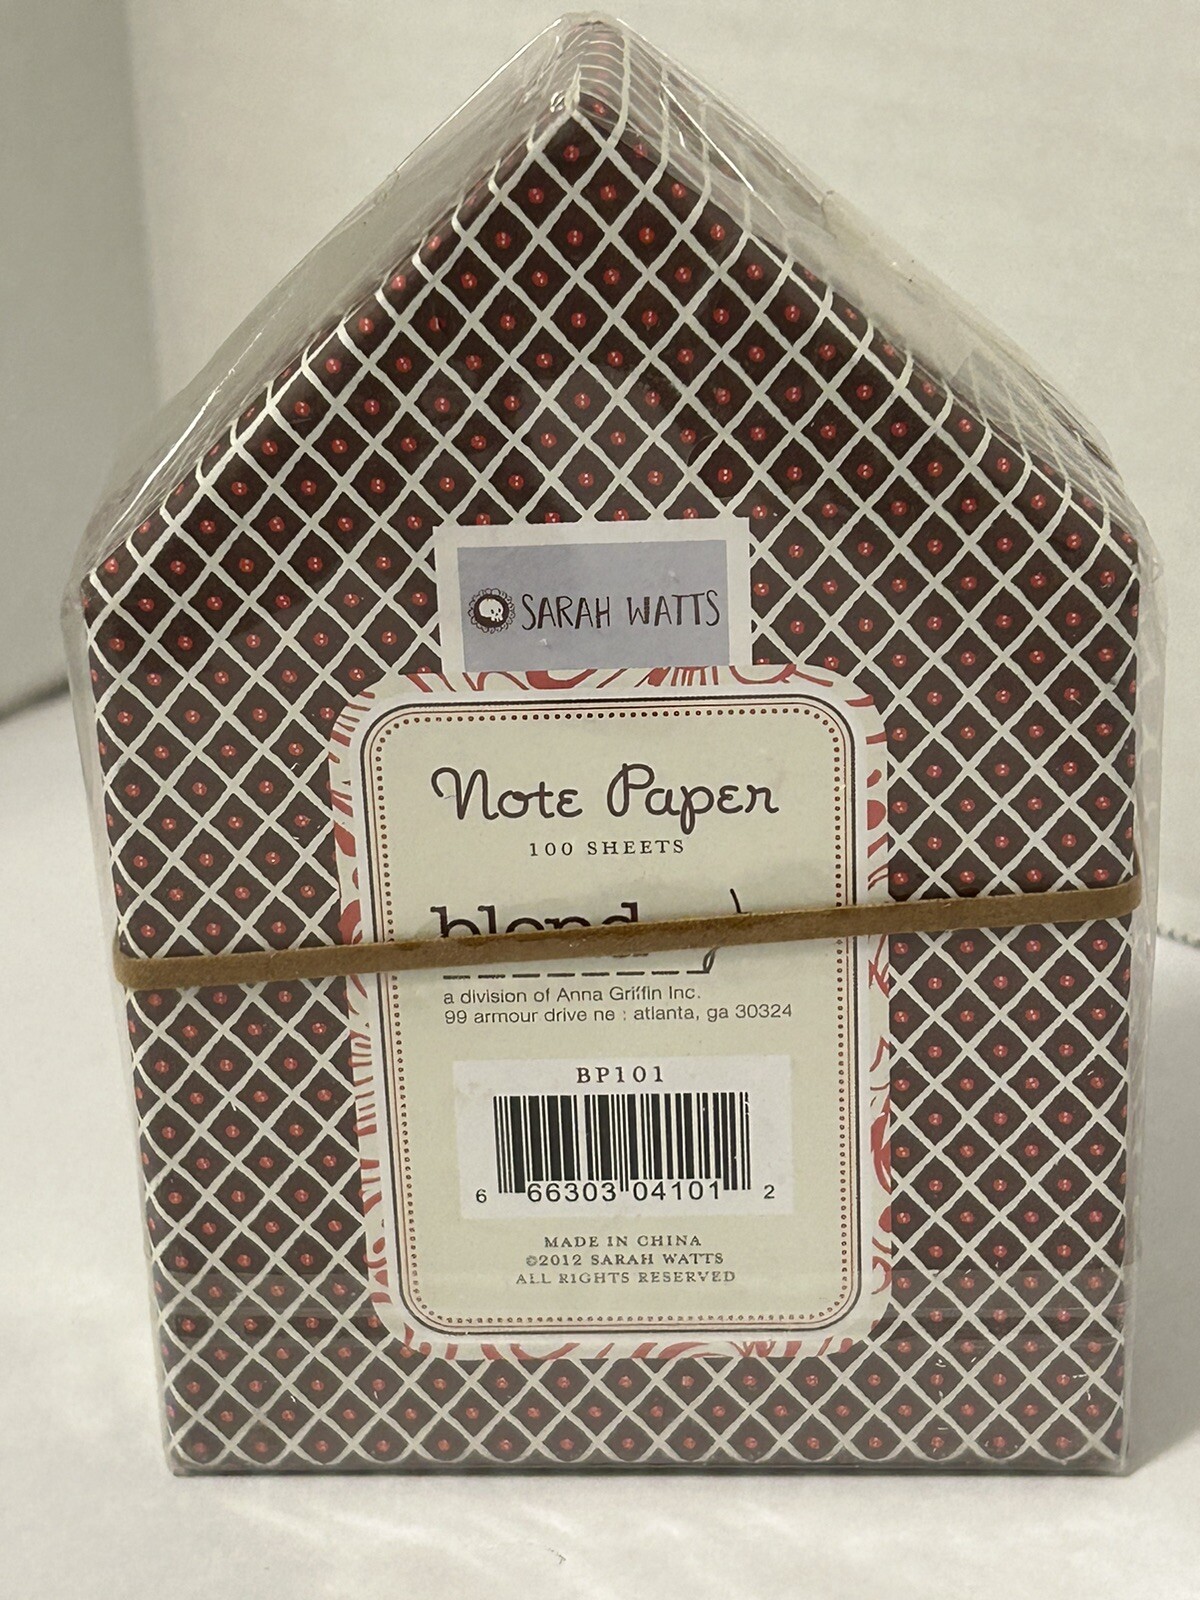 SARAH WATTS
Note Paper
100 SHEETS
blend
a division of Anna Griffin Inc.
99 armour drive ne : atlanta, ga 30324
BP101
6 66303 04101 2
MADE IN CHINA
©2012 SARAH WATTS
ALL RIGHTS RESERVED